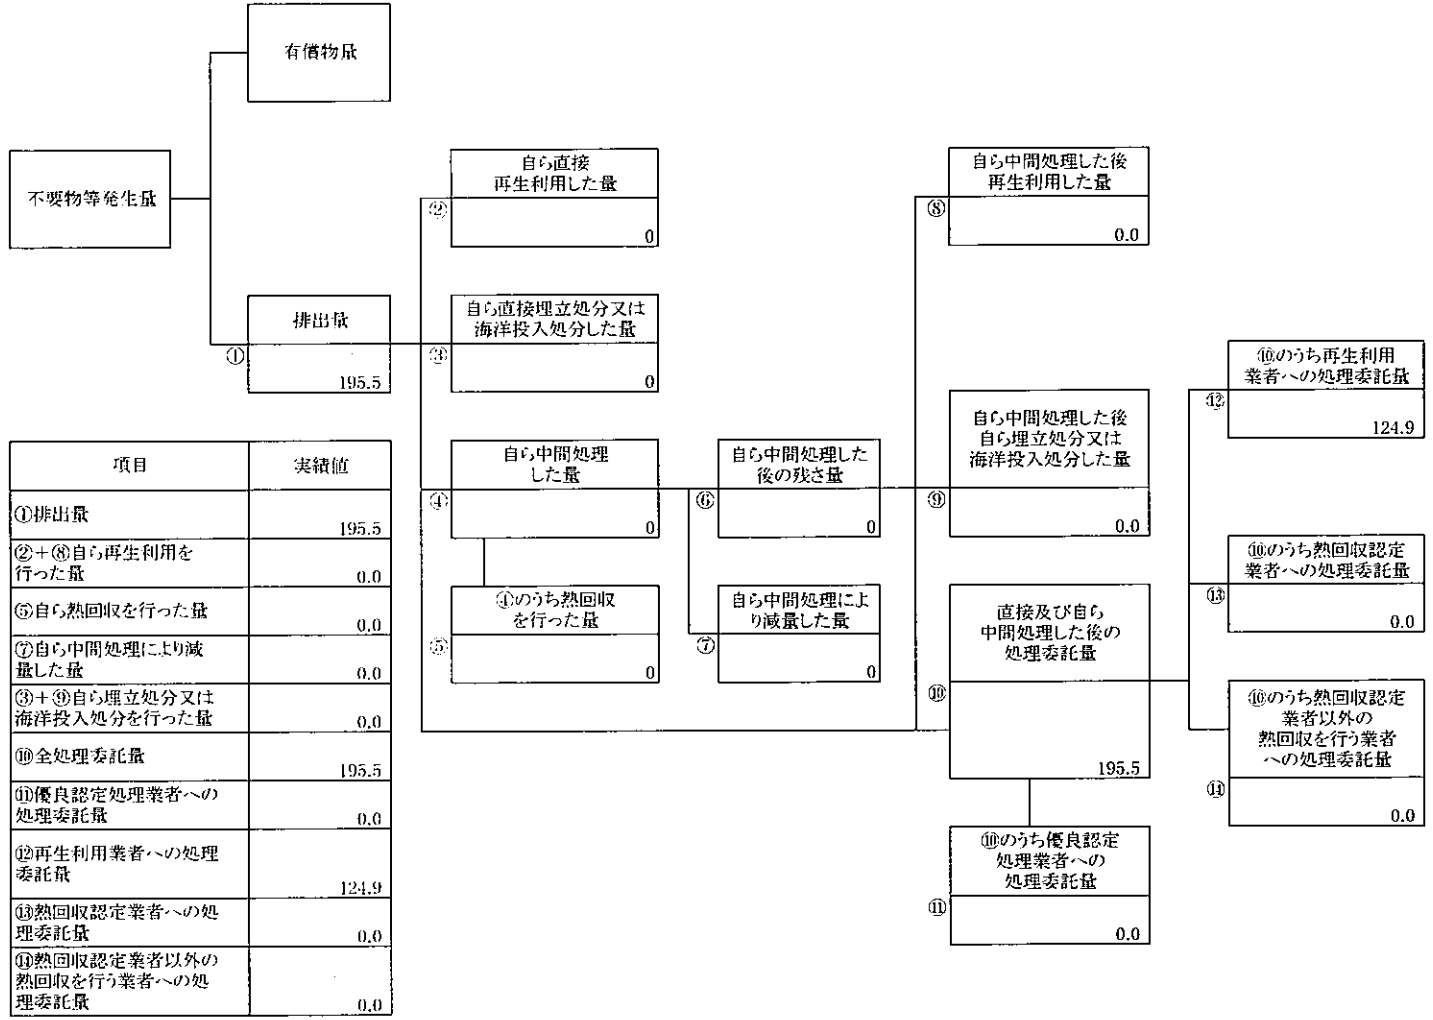 有償物量
不要物等発生量
排出量
①
195.5
自ら直接
再生利用した量
②
0
自ら直接埋立処分又は
海洋投入処分した量
③
0
自ら中間処理
した量
④
0
④のうち熱回収
を行った量
⑤
0
自ら中間処理した
後の残さ量
⑥
0
自ら中間処理によ
り減量した量
⑦
0
自ら中間処理した後
再生利用した量
⑧
0.0
自ら中間処理した後
自ら埋立処分又は
海洋投入処分した量
⑨
0.0
直接及び自ら
中間処理した後の
処理委託量
⑩
195.5
⑩のうち優良認定
処理業者への
処理委託量
⑪
0.0
⑩のうち再生利用
業者への処理委託量
⑫
124.9
⑩のうち熱回収認定
業者への処理委託量
⑬
0.0
⑩のうち熱回収認定
業者以外の
熱回収を行う業者
への処理委託量
⑭
0.0
項目 実績値
①排出量
195.5
②+⑧自ら再生利用を
行った量
0.0
⑤自ら熱回収を行った量
0.0
⑦自ら中間処理により減
量した量
0.0
③+⑨自ら埋立処分又は
海洋投入処分を行った量
0.0
⑩全処理委託量
195.5
⑪優良認定処理業者への
処理委託量
0.0
⑫再生利用業者への処理
委託量
124.9
⑬熱回収認定業者への処
理委託量
0.0
⑭熱回収認定業者以外の
熱回収を行う業者への処
理委託量
0.0